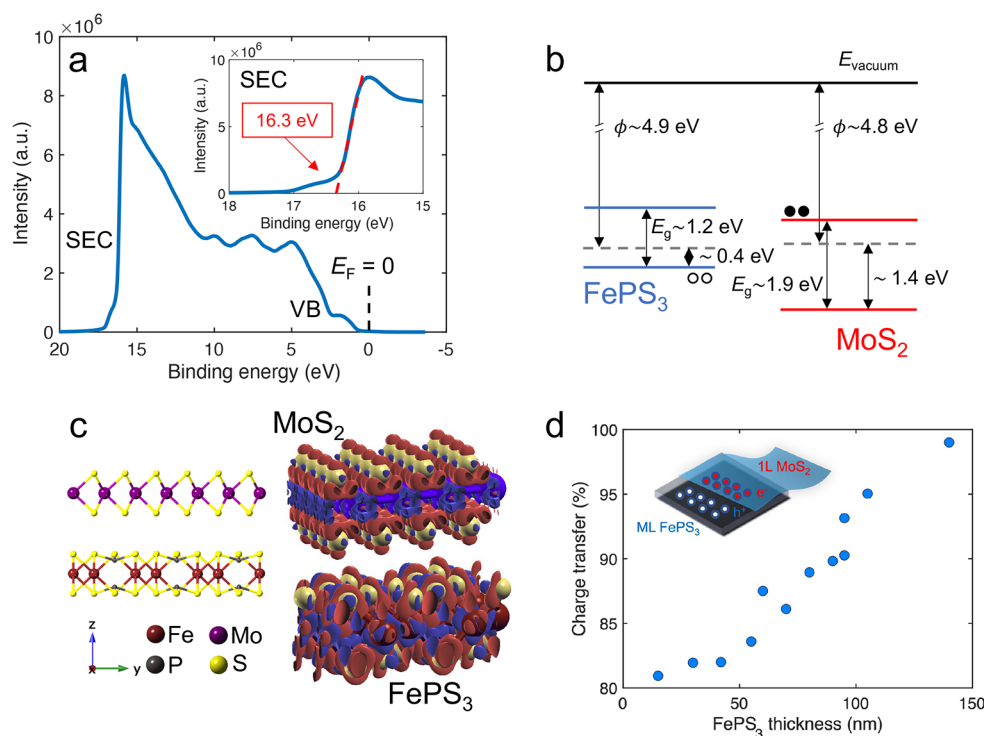 a
×10⁶
10
8
6
4
2
0
Intensity (a.u.)
SEC
VB
E_F = 0
20
15
10
5
0
-5
Binding energy (eV)
×10⁶
10
5
0
Intensity (a.u.)
SEC
16.3 eV
18
17
16
15
Binding energy (eV)
b
E_vacuum
ϕ~4.9 eV
ϕ~4.8 eV
E_g~1.2 eV
~ 0.4 eV
FePS₃
E_g~1.9 eV
~ 1.4 eV
MoS₂
c
MoS₂
z
x
y
Fe
Mo
P
S
FePS₃
d
100
95
90
85
80
Charge transfer (%)
1L MoS₂
e⁻
h⁺
ML FePS₃
0
50
100
150
FePS₃ thickness (nm)